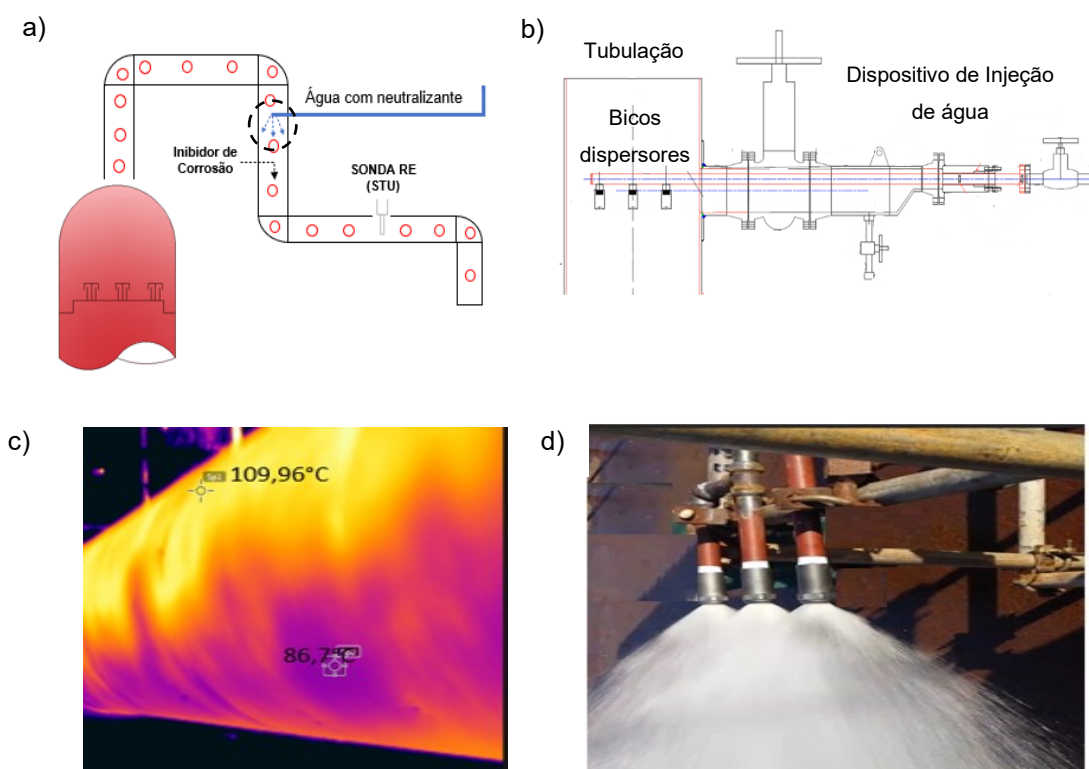 a)
Água com neutralizante
Inibidor de
Corrosão
SONDA RE
(STU)
b)
Tubulação
Dispositivo de Injeção
de água
Bicos
dispersores
c)
Sp1
109,96°C
86,7°C
d)